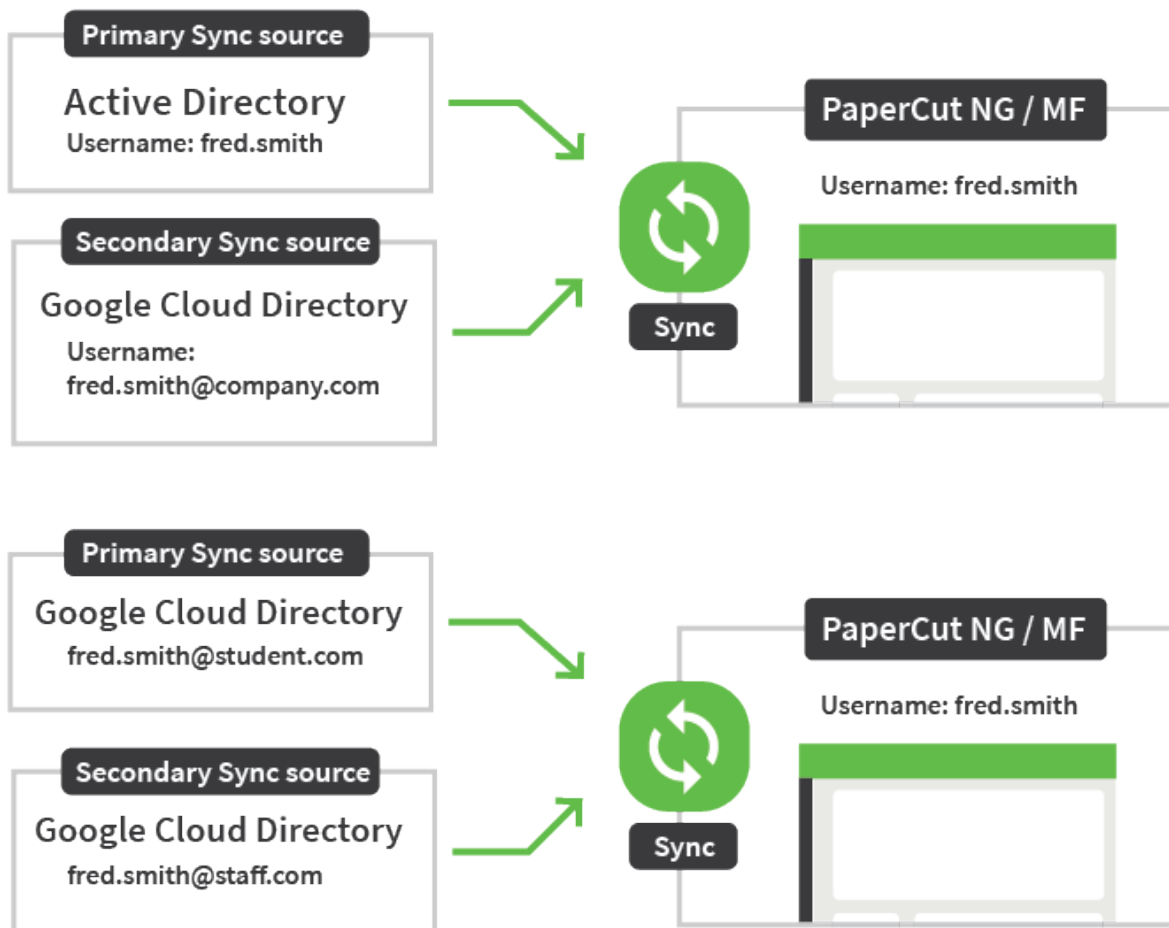 Primary Sync source
Active Directory
Username: fred.smith
Secondary Sync source
Google Cloud Directory
Username:
fred.smith@company.com
PaperCut NG / MF
Username: fred.smith
Sync
Primary Sync source
Google Cloud Directory
fred.smith@student.com
Secondary Sync source
Google Cloud Directory
fred.smith@staff.com
PaperCut NG / MF
Username: fred.smith
Sync